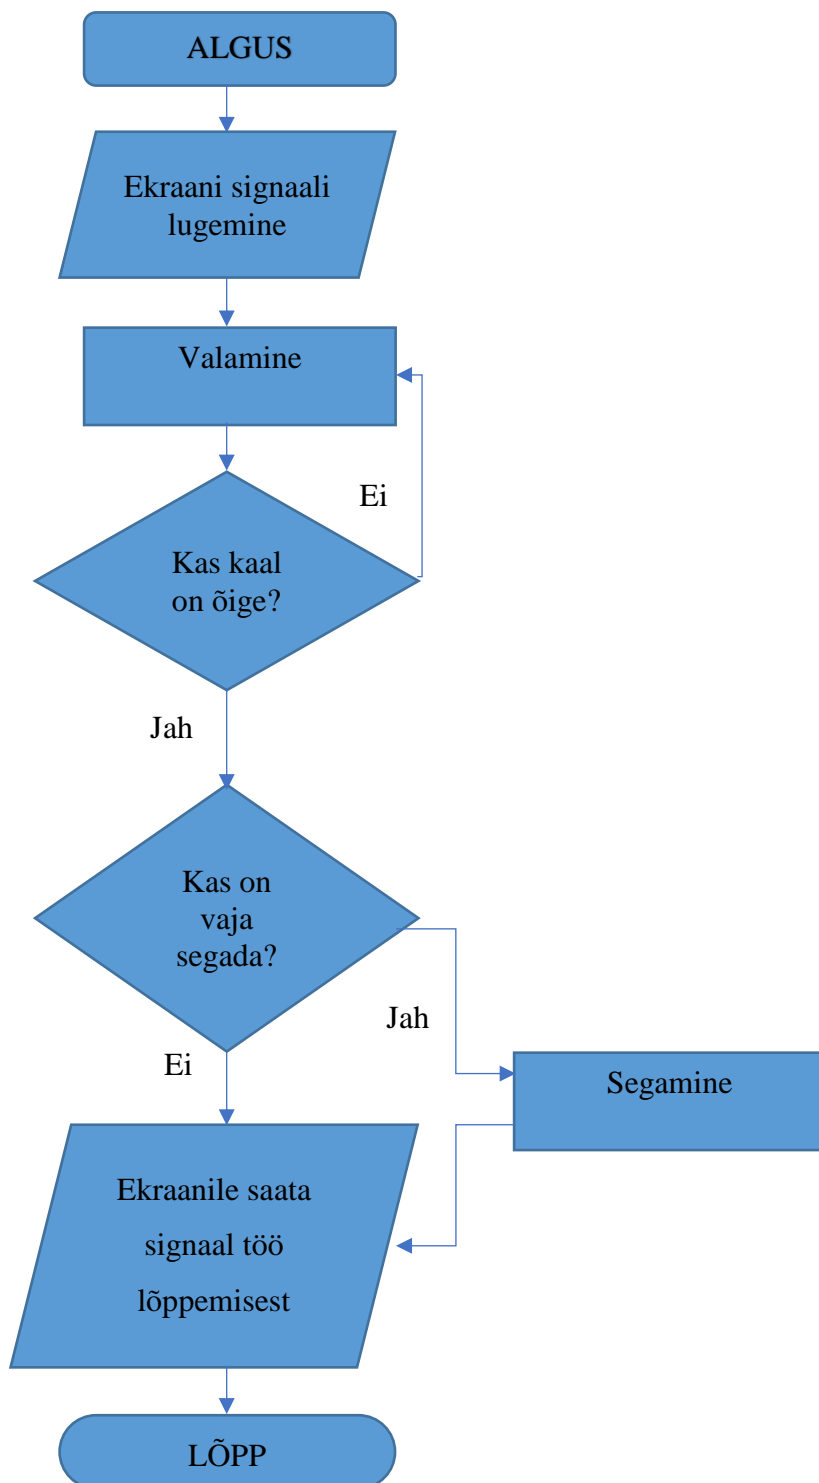 ALGUS
Ekraani signaali
lugemine
Valamine
Ei
Kas kaal
on õige?
Jah
Kas on
vaja
segada?
Jah
Ei
Segamine
Ekraanile saata
signaal töö
lõppemisest
LÕPP